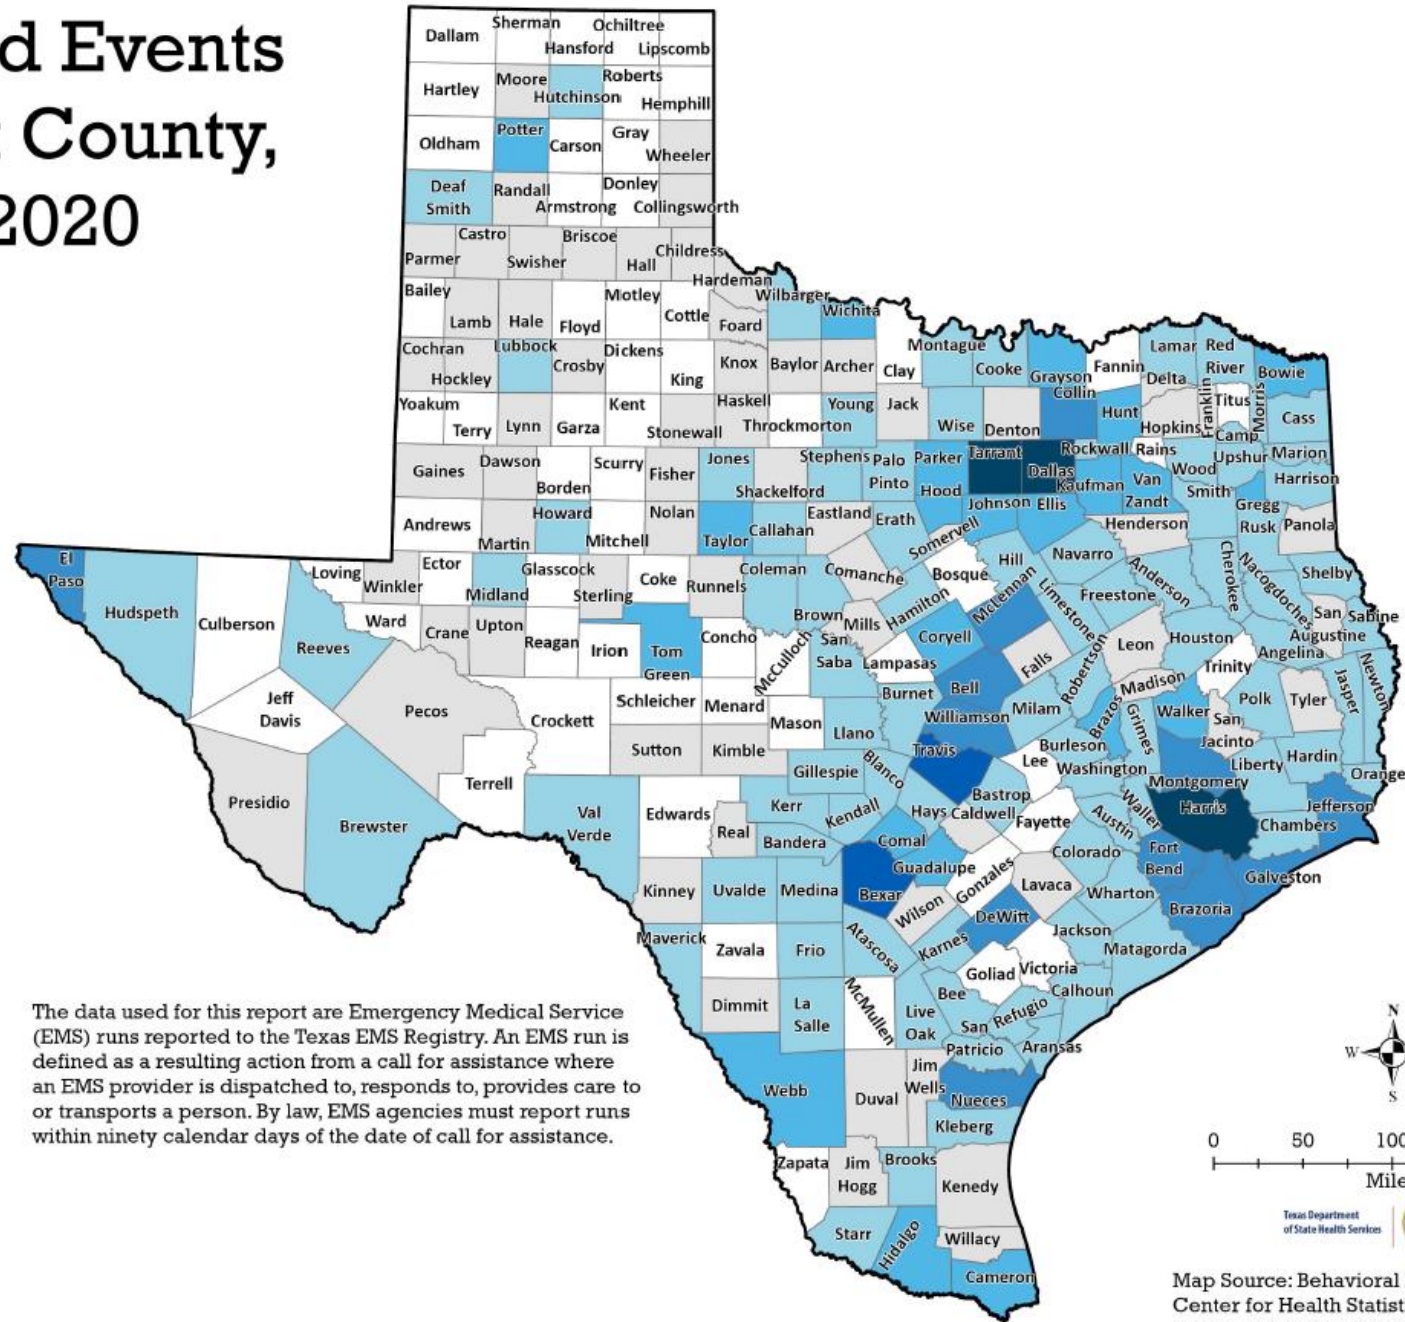 d Events
County,
2020
Dallam
Sherman
Hansford
Ochiltree
Lipscomb
Hartley
Moore
Hutchinson
Roberts
Hemphill
Oldham
Potter
Carson
Gray
Wheeler
Deaf
Smith
Randall
Armstrong
Donley
Collingsworth
Parmer
Castro
Swisher
Briscoe
Hall
Childress
Hardeman
Bailey
Lamb
Hale
Floyd
Motley
Cottle
Foard
Wilbarger
Wichita
Cochran
Hockley
Lubbock
Crosby
Dickens
King
Knox
Baylor
Archer
Clay
Montague
Cooke
Grayson
Fannin
Lamar
Red
River
Bowie
Yoakum
Terry
Lynn
Garza
Kent
Stonewall
Haskell
Throckmorton
Young
Jack
Wise
Denton
Collin
Hunt
Delta
Hopkins
Franklin
Titus
Camp
Morris
Cass
Gaines
Dawson
Borden
Scurry
Fisher
Jones
Shackelford
Stephens
Palo
Pinto
Parker
Hood
Tarrant
Dallas
Rockwall
Kaufman
Rains
Van
Zandt
Wood
Smith
Upshur
Marion
Harrison
Gregg
Rusk
Panola
Andrews
Martin
Howard
Mitchell
Nolan
Taylor
Callahan
Eastland
Erath
Somervell
Johnson
Ellis
Henderson
El
Paso
Hudspeth
Culberson
Loving
Winkler
Ector
Midland
Glasscock
Sterling
Coke
Runnels
Coleman
Brown
Comanche
Mills
Hamilton
Bosque
Hill
McLennan
Limestone
Navarro
Freestone
Anderson
Cherokee
Nacogdoches
Shelby
San
Augustine
Sabine
Reeves
Ward
Crane
Upton
Reagan
Irion
Tom
Green
Concho
McCulloch
San
Saba
Lampasas
Coryell
Bell
Falls
Robertson
Leon
Houston
Trinity
Angelina
Jeff
Davis
Pecos
Crockett
Schleicher
Menard
Mason
Llano
Burnet
Williamson
Milam
Brazos
Madison
Grimes
Walker
San
Jacinto
Polk
Tyler
Jasper
Newton
Presidio
Brewster
Terrell
Val
Verde
Sutton
Kimble
Edwards
Real
Gillespie
Kerr
Bandera
Kendall
Blanco
Travis
Hays
Caldwell
Bastrop
Lee
Burleson
Washington
Fayette
Austin
Waller
Montgomery
Harris
Liberty
Hardin
Orange
Jefferson
Chambers
Kinney
Uvalde
Medina
Bexar
Comal
Guadalupe
Gonzales
Wilson
Colorado
Lavaca
DeWitt
Wharton
Fort
Bend
Brazoria
Galveston
Maverick
Zavala
Frio
Atascosa
Karnes
Goliad
Victoria
Jackson
Matagorda
Calhoun
Dimmit
La
Salle
McMullen
Live
Oak
Bee
Refugio
San
Patricio
Aransas
Webb
Duval
Jim
Wells
Nueces
Kleberg
Zapata
Jim
Hogg
Brooks
Kenedy
Starr
Hidalgo
Willacy
Cameron
The data used for this report are Emergency Medical Service
(EMS) runs reported to the Texas EMS Registry. An EMS run is
defined as a resulting action from a call for assistance where
an EMS provider is dispatched to, responds to, provides care to
or transports a person. By law, EMS agencies must report runs
within ninety calendar days of the date of call for assistance.
N
W
S
0 50 100
Mile
Texas Department
of State Health Services
Map Source: Behavioral
Center for Health Statist